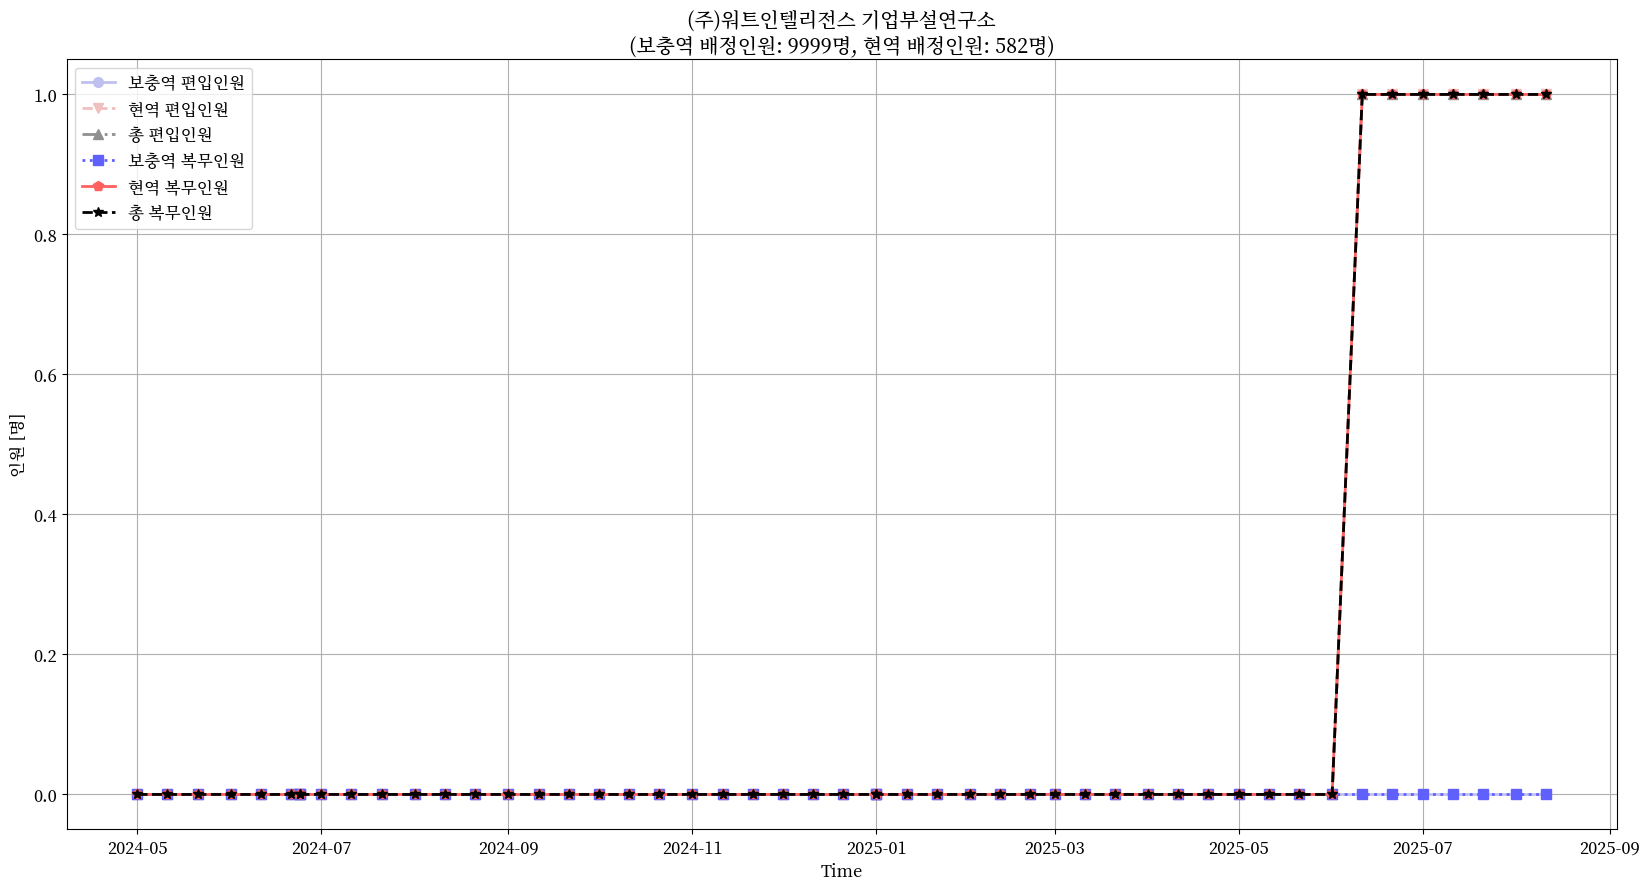 (주)워트인텔리전스 기업부설연구소
(보충역 배정인원: 9999명, 현역 배정인원: 582명)
보충역 편입인원
현역 편입인원
총 편입인원
보충역 복무인원
현역 복무인원
총 복무인원
1.0
0.8
0.6
0.4
0.2
0.0
인원 [명]
2024-05
2024-07
2024-09
2024-11
2025-01
2025-03
2025-05
2025-07
2025-09
Time